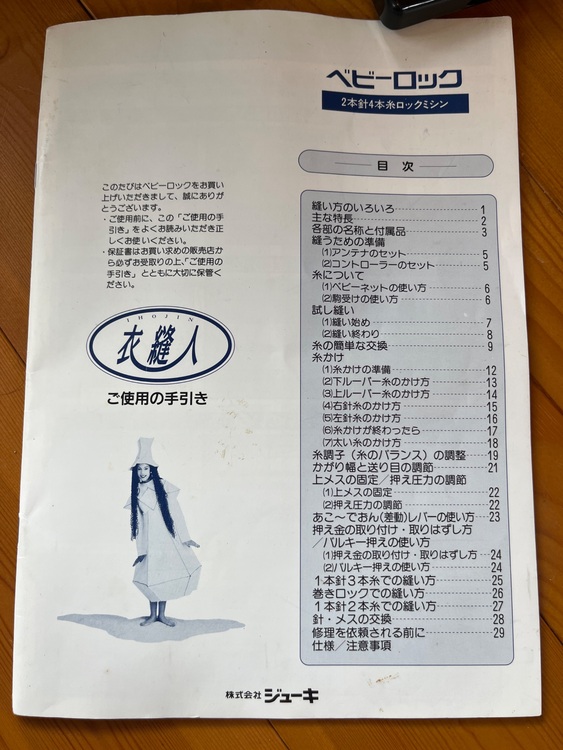 ベビーロック
2本針4本糸ロックミシン
目次
縫い方のいろいろ 1
主な特長 2
各部の名称と付属品 3
縫うための準備
(1)アンテナのセット 5
(2)コントローラーのセット 5
糸について
(1)ベビーネットの使い方 6
(2)駒受けの使い方 6
試し縫い
(1)縫い始め 7
(2)縫い終わり 8
糸の簡単な交換 9
糸かけ
(1)糸かけの準備 12
(2)下ルーパー糸のかけ方 13
(3)上ルーパー糸のかけ方 14
(4)右針糸のかけ方 15
(5)左針糸のかけ方 16
(6)糸かけが終わったら 17
(7)太い糸のかけ方 18
糸調子(糸のバランス)の調整 19
かがり幅と送り目の調節 21
上メスの固定/押え圧力の調節
(1)上メスの固定 22
(2)押え圧力の調節 22
あこ〜でおん(差動)レバーの使い方 23
押え金の取り付け・取りはずし方
/バルキー押えの使い方
(1)押え金の取り付け・取りはずし方 24
(2)バルキー押えの使い方 24
1本針3本糸での縫い方 25
巻きロックでの縫い方 26
1本針2本糸での縫い方 27
針・メスの交換 28
修理を依頼される前に 29
仕様/注意事項
このたびはベビーロックをお買い
上げいただきまして、誠にありが
とうございます。
・ご使用前に、この「ご使用の手
引き」をよくお読みいただき正
しくお使いください。
・保証書はお買い求めの販売店か
ら必ずお受取りの上、「ご使用の
手引き」とともに大切に保管く
ださい。
IHOJIN
衣縫人
ご使用の手引き
株式会社 ジューキ